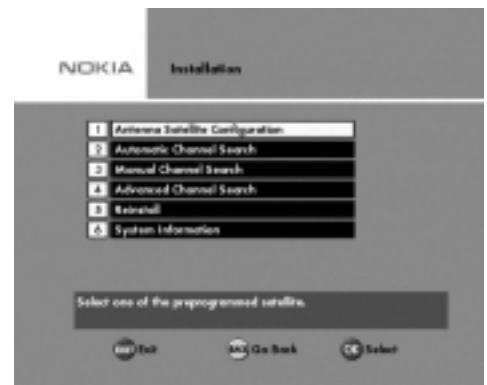 NOKIA
Installation
1 Antenna Satellite Configuration
2 Automatic Channel Search
3 Manual Channel Search
4 Advanced Channel Search
5 Reinstall
6 System Information
Select one of the preprogrammed satellite.
Exit
BACK Go Back
OK Select